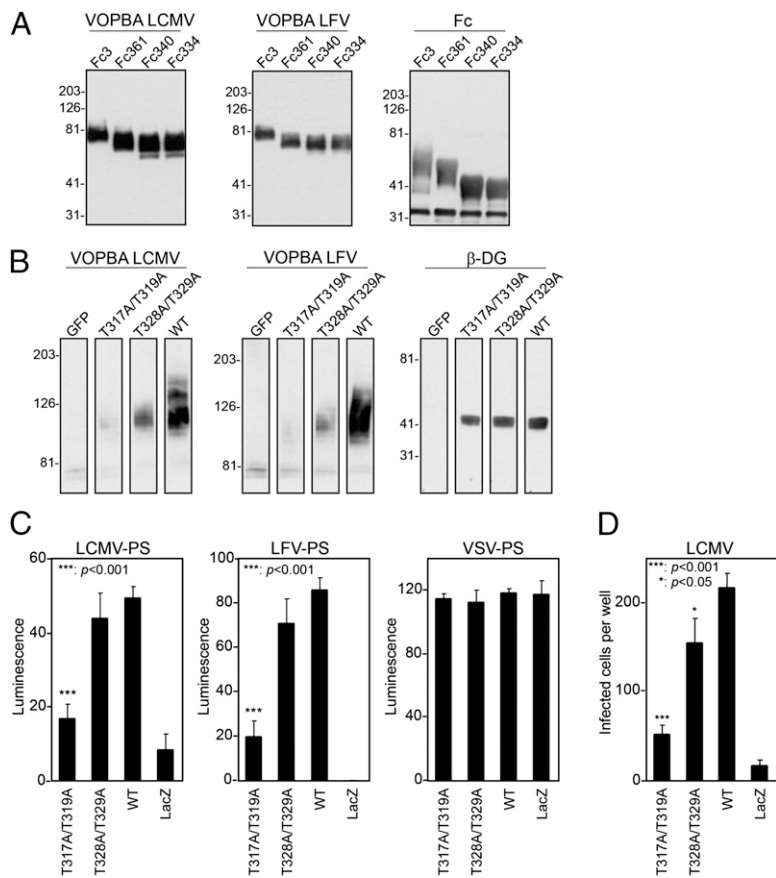 A
VOPBA LCMV
Fc3
Fc361
Fc340
Fc334
203-
126-
81-
41-
31-
VOPBA LFV
Fc3
Fc361
Fc340
Fc334
203-
126-
81-
41-
31-
Fc
Fc3
Fc361
Fc340
Fc334
203-
126-
81-
41-
31-
B
VOPBA LCMV
GFP
T317A/T319A
T328A/T329A
WT
203-
126-
81-
VOPBA LFV
GFP
T317A/T319A
T328A/T329A
WT
203-
126-
81-
β-DG
GFP
T317A/T319A
T328A/T329A
WT
81-
41-
31-
C
LCMV-PS
***: p<0.001
Luminescence
60
40
20
0
***
T317A/T319A
T328A/T329A
WT
LacZ
LFV-PS
***: p<0.001
Luminescence
100
80
60
40
20
0
***
T317A/T319A
T328A/T329A
WT
LacZ
VSV-PS
Luminescence
120
80
40
0
T317A/T319A
T328A/T329A
WT
LacZ
D
LCMV
***: p<0.001
*: p<0.05
Infected cells per well
200
100
0
***
*
T317A/T319A
T328A/T329A
WT
LacZ